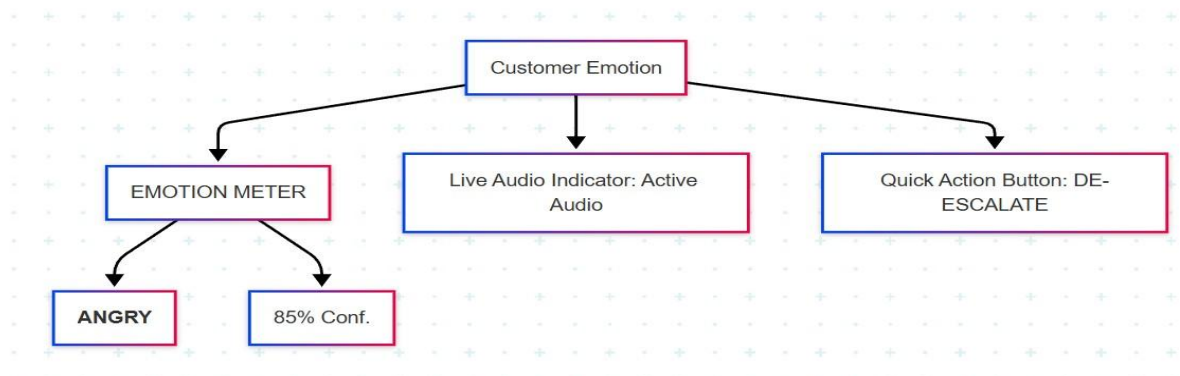 Customer Emotion
EMOTION METER
Live Audio Indicator: Active
Audio
Quick Action Button: DE-
ESCALATE
ANGRY
85% Conf.